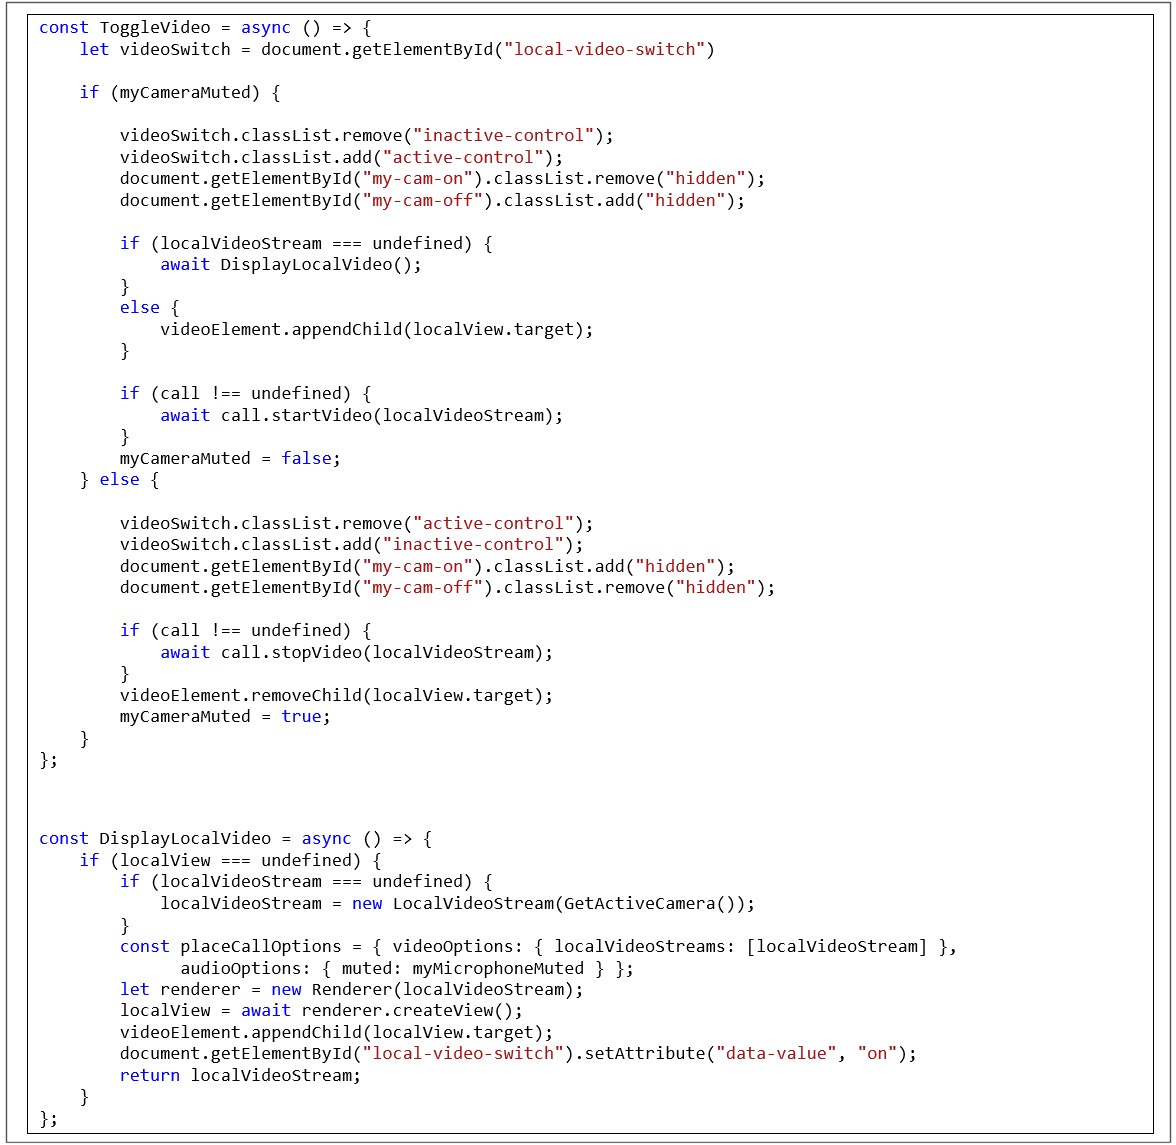 const ToggleVideo = async () => {
    let videoSwitch = document.getElementById("local-video-switch")

    if (myCameraMuted) {

        videoSwitch.classList.remove("inactive-control");
        videoSwitch.classList.add("active-control");
        document.getElementById("my-cam-on").classList.remove("hidden");
        document.getElementById("my-cam-off").classList.add("hidden");

        if (localVideoStream === undefined) {
            await DisplayLocalVideo();
        }
        else {
            videoElement.appendChild(localView.target);
        }

        if (call !== undefined) {
            await call.startVideo(localVideoStream);
        }
        myCameraMuted = false;
    } else {

        videoSwitch.classList.remove("active-control");
        videoSwitch.classList.add("inactive-control");
        document.getElementById("my-cam-on").classList.add("hidden");
        document.getElementById("my-cam-off").classList.remove("hidden");

        if (call !== undefined) {
            await call.stopVideo(localVideoStream);
        }
        videoElement.removeChild(localView.target);
        myCameraMuted = true;
    }
};

const DisplayLocalVideo = async () => {
    if (localView === undefined) {
        if (localVideoStream === undefined) {
            localVideoStream = new LocalVideoStream(GetActiveCamera());
        }
        const placeCallOptions = { videoOptions: { localVideoStreams: [localVideoStream] },
              audioOptions: { muted: myMicrophoneMuted } };
        let renderer = new Renderer(localVideoStream);
        localView = await renderer.createView();
        videoElement.appendChild(localView.target);
        document.getElementById("local-video-switch").setAttribute("data-value", "on");
        return localVideoStream;
    }
};